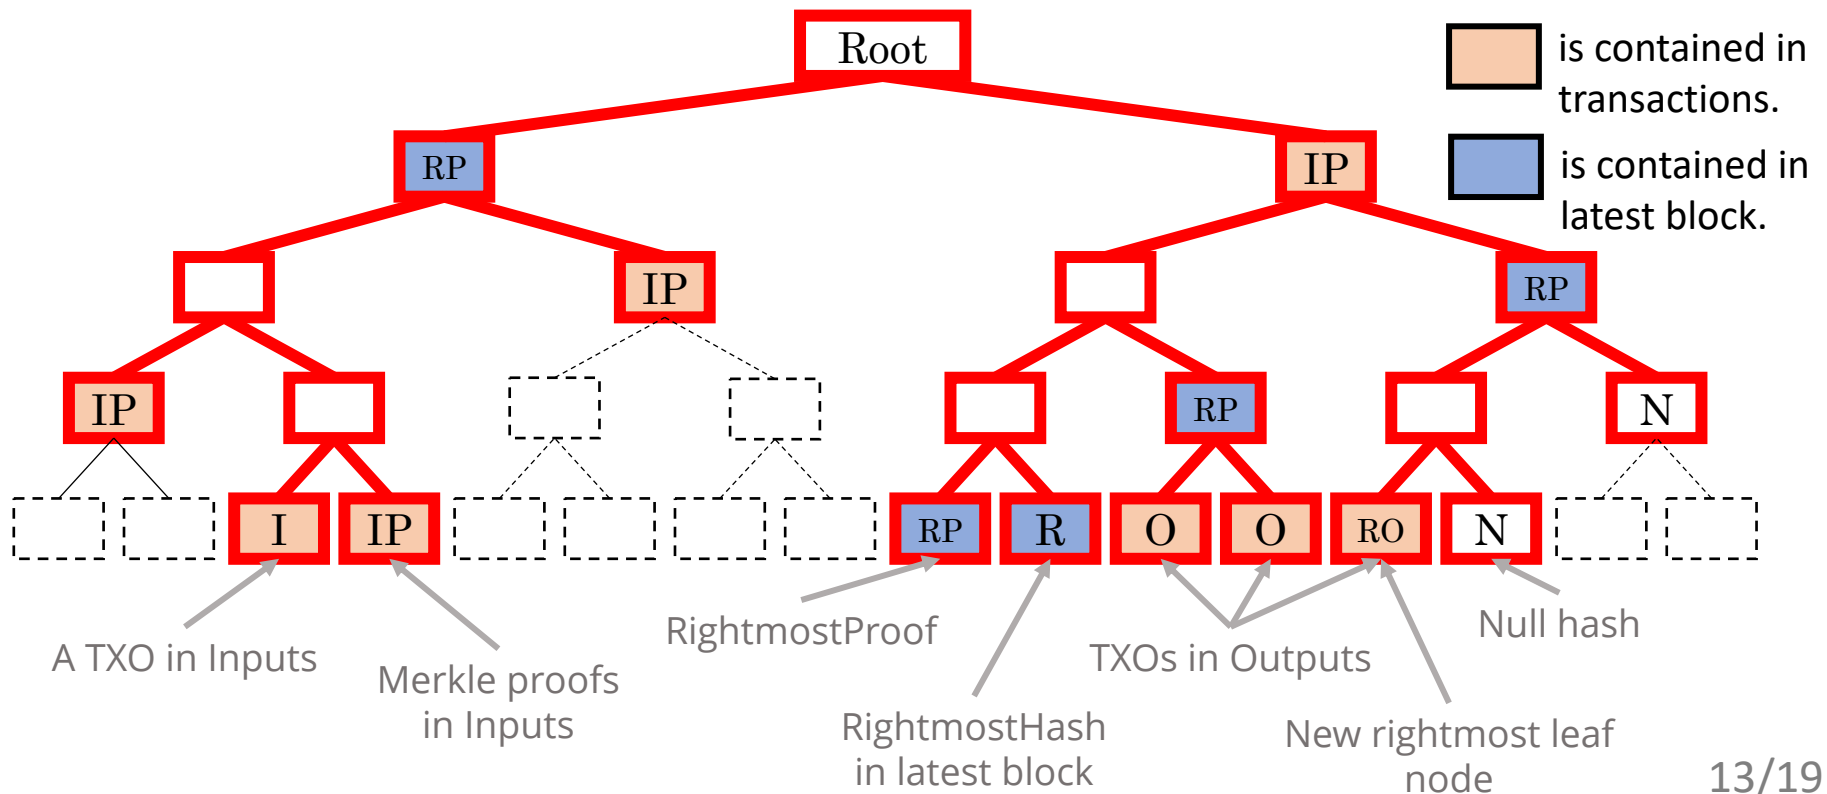 Root
is contained in
transactions.
RP
IP
is contained in
latest block.
IP
RP
IP
RP
N
I
IP
RP
R
O
O
RO
N
RightmostProof
Null hash
A TXO in Inputs
TXOs in Outputs
Merkle proofs
in Inputs
RightmostHash
in latest block
New rightmost leaf
node
13/19